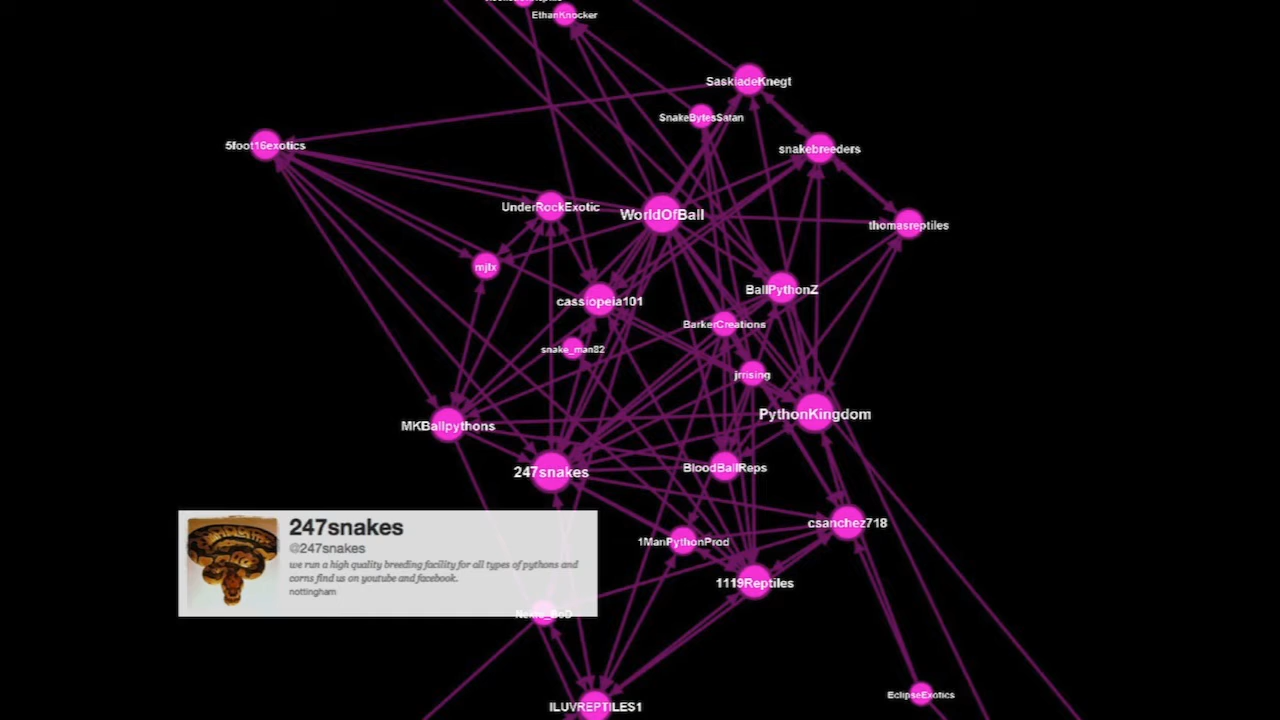 EthanKnocker
SaskiadeKnegt
SnakeBytesSatan
5foot16exotics
snakebreeders
UnderRockExotic
WorldOfBall
thomasreptiles
mjtx
BallPythonZ
cassiopeia101
BarkerCreations
snake_man82
jrrising
PythonKingdom
MKBallpythons
247snakes
BloodBallReps
csanchez718
247snakes
@247snakes
we run a high quality breeding facility for all types of pythons and
corns find us on youtube and facebook.
nottingham
1ManPythonProd
1119Reptiles
EclipseExotics
ILUVREPTILES1